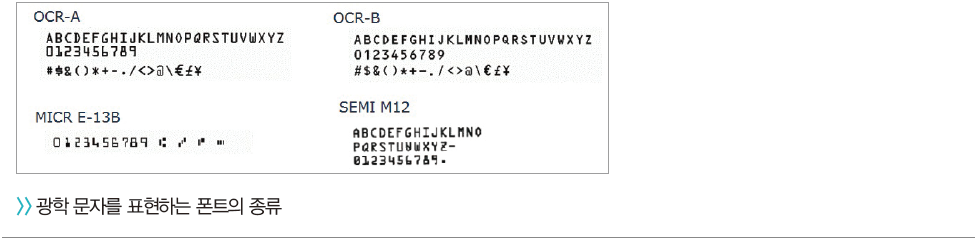 OCR-A
ABCDEFGHIJKLMNOPQRSTUVWXYZ
0123456789
#$&()*+-./<>@\€£¥
OCR-B
ABCDEFGHIJKLMNOPQRSTUVWXYZ
0123456789
#$&()*+-./<>@\€£¥
MICR E-13B
0123456789 ⑆ ⑇ ⑈ ⑉
SEMI M12
ABCDEFGHIJKLMNO
PQRSTUVWXYZ-
0123456789.
>> 광학 문자를 표현하는 폰트의 종류